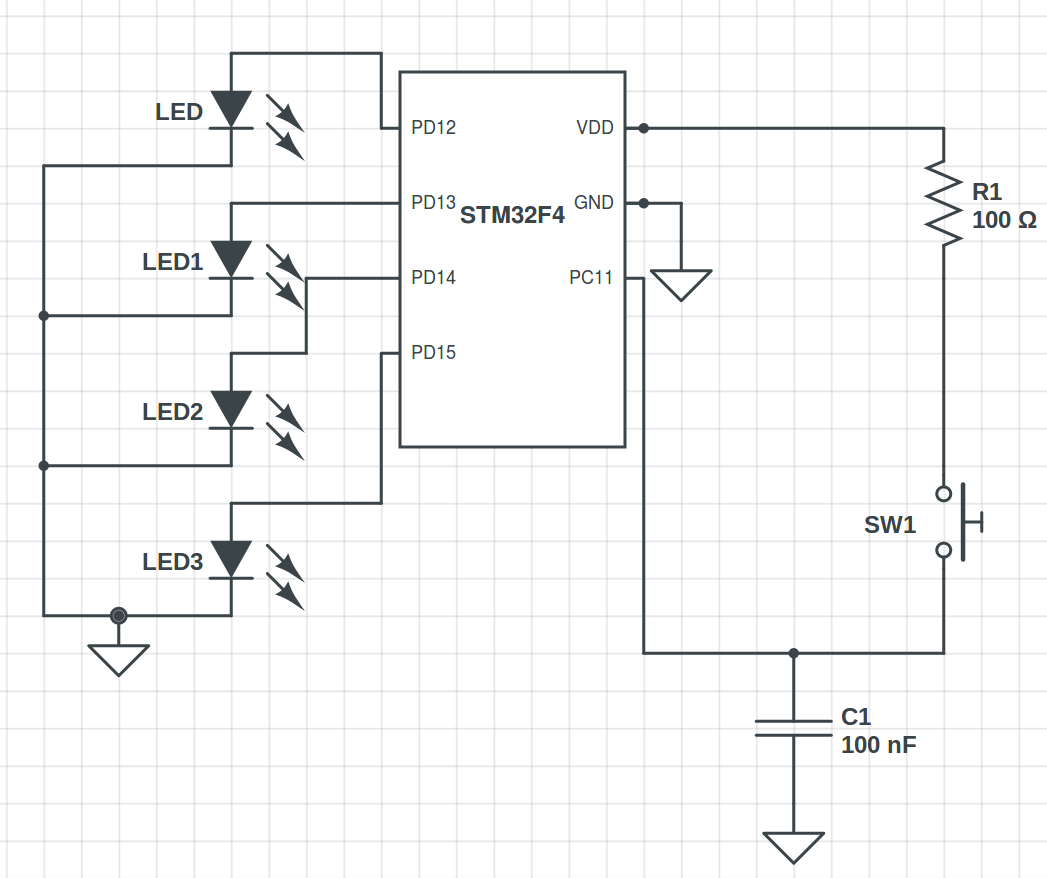 LED
PD12
VDD
R1
100 Ω
PD13
STM32F4
GND
LED1
PD14
PC11
PD15
LED2
SW1
LED3
C1
100 nF